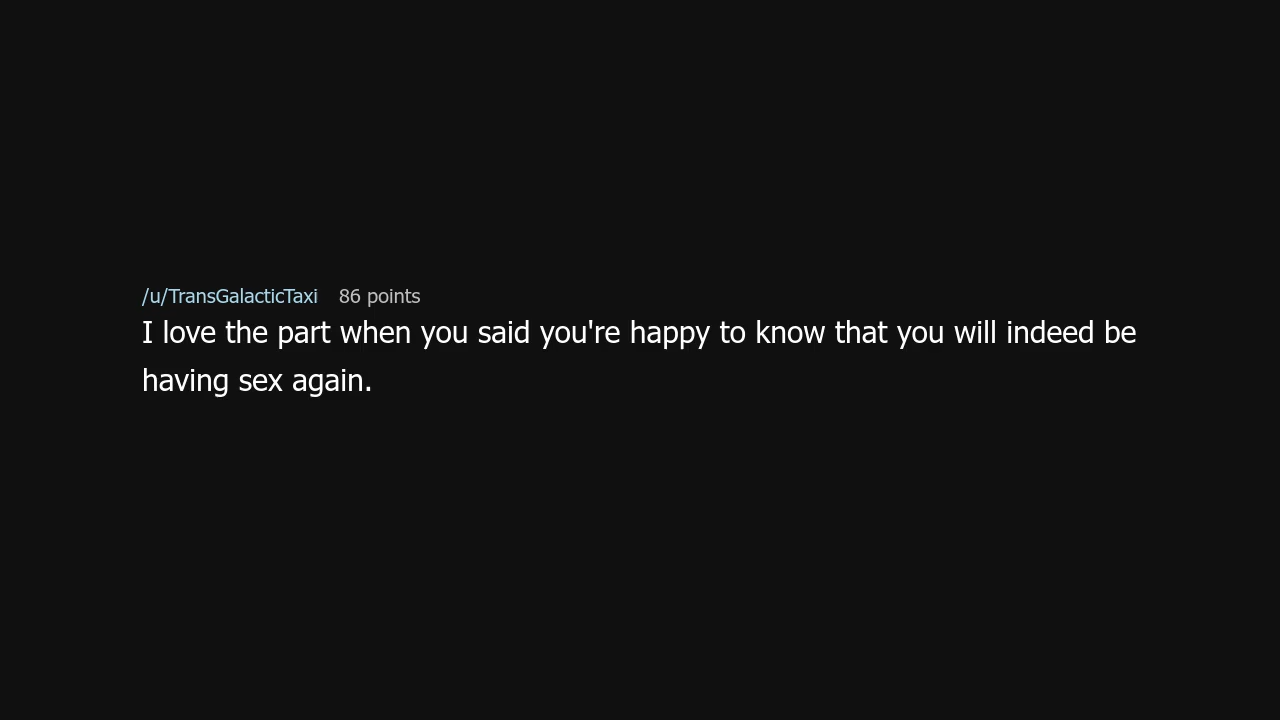 /u/TransGalacticTaxi 86 points
I love the part when you said you're happy to know that you will indeed be
having sex again.